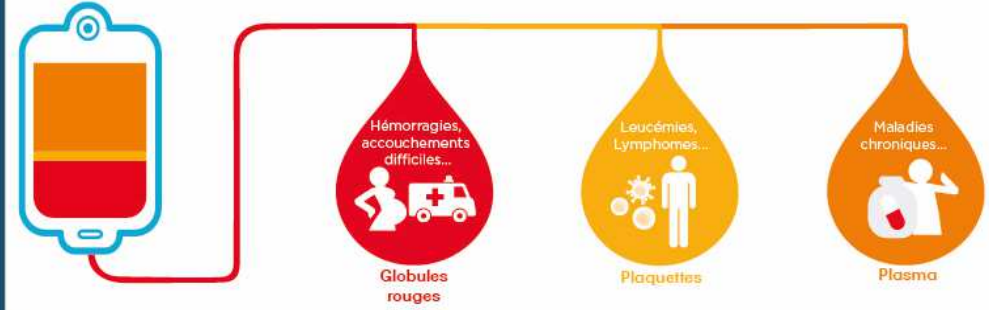 Hémorragies,
accouchements
difficiles...
Globules
rouges
Leucémies,
Lymphomes...
Plaquettes
Maladies
chroniques...
Plasma